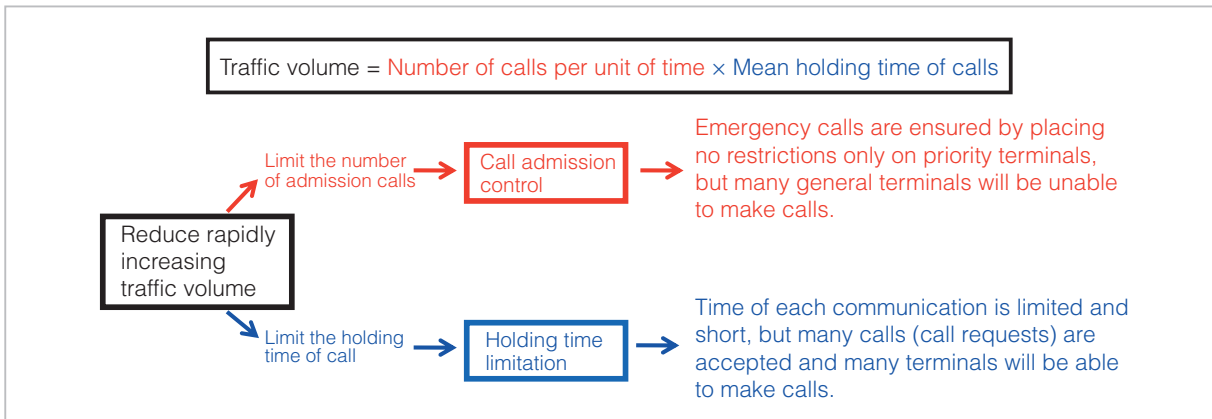 Traffic volume = Number of calls per unit of time × Mean holding time of calls
Limit the number
of admission calls
Call admission
control
Emergency calls are ensured by placing
no restrictions only on priority terminals,
but many general terminals will be unable
to make calls.
Reduce rapidly
increasing
traffic volume
Limit the holding
time of call
Holding time
limitation
Time of each communication is limited and
short, but many calls (call requests) are
accepted and many terminals will be able
to make calls.